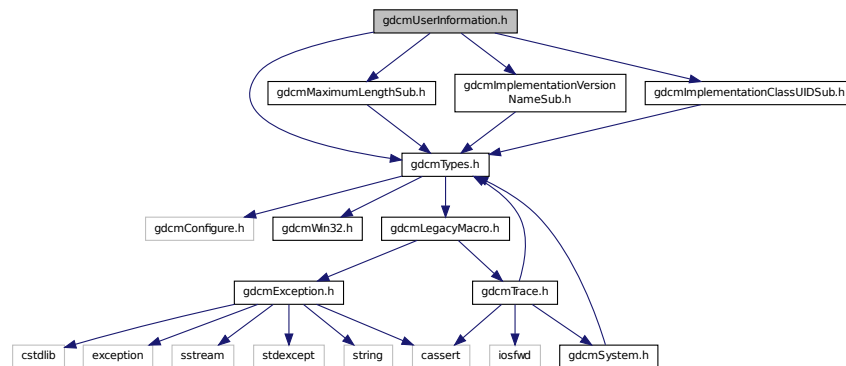 gdcmUserInformation.h
gdcmMaximumLengthSub.h
gdcmImplementationVersion
NameSub.h
gdcmImplementationClassUIDSub.h
gdcmTypes.h
gdcmConfigure.h
gdcmWin32.h
gdcmLegacyMacro.h
gdcmException.h
gdcmTrace.h
cstdlib
exception
sstream
stdexcept
string
cassert
iosfwd
gdcmSystem.h